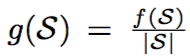 g(𝒮) = f(𝒮)/|𝒮|